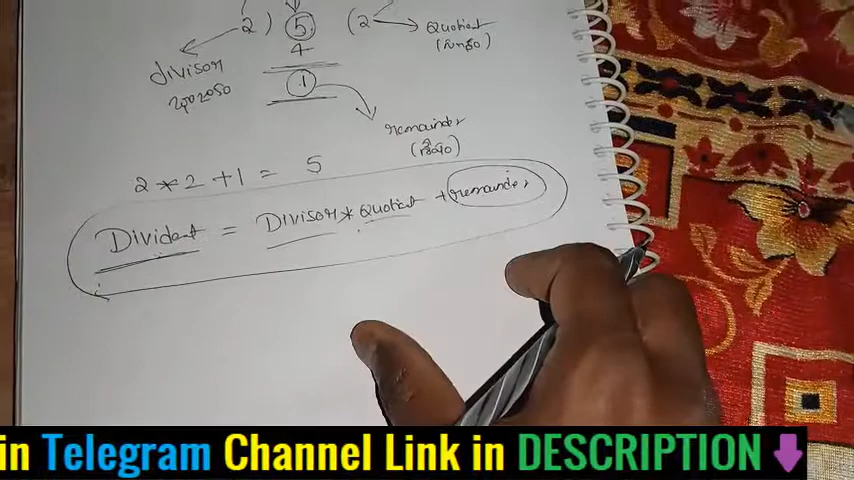 2 ) 5 ( 2 → Quotient
4
divisor
1
remainder
2 * 2 + 1 = 5
Divident = Divisor * Quotient + remainder
in Telegram Channel Link in DESCRIPTION